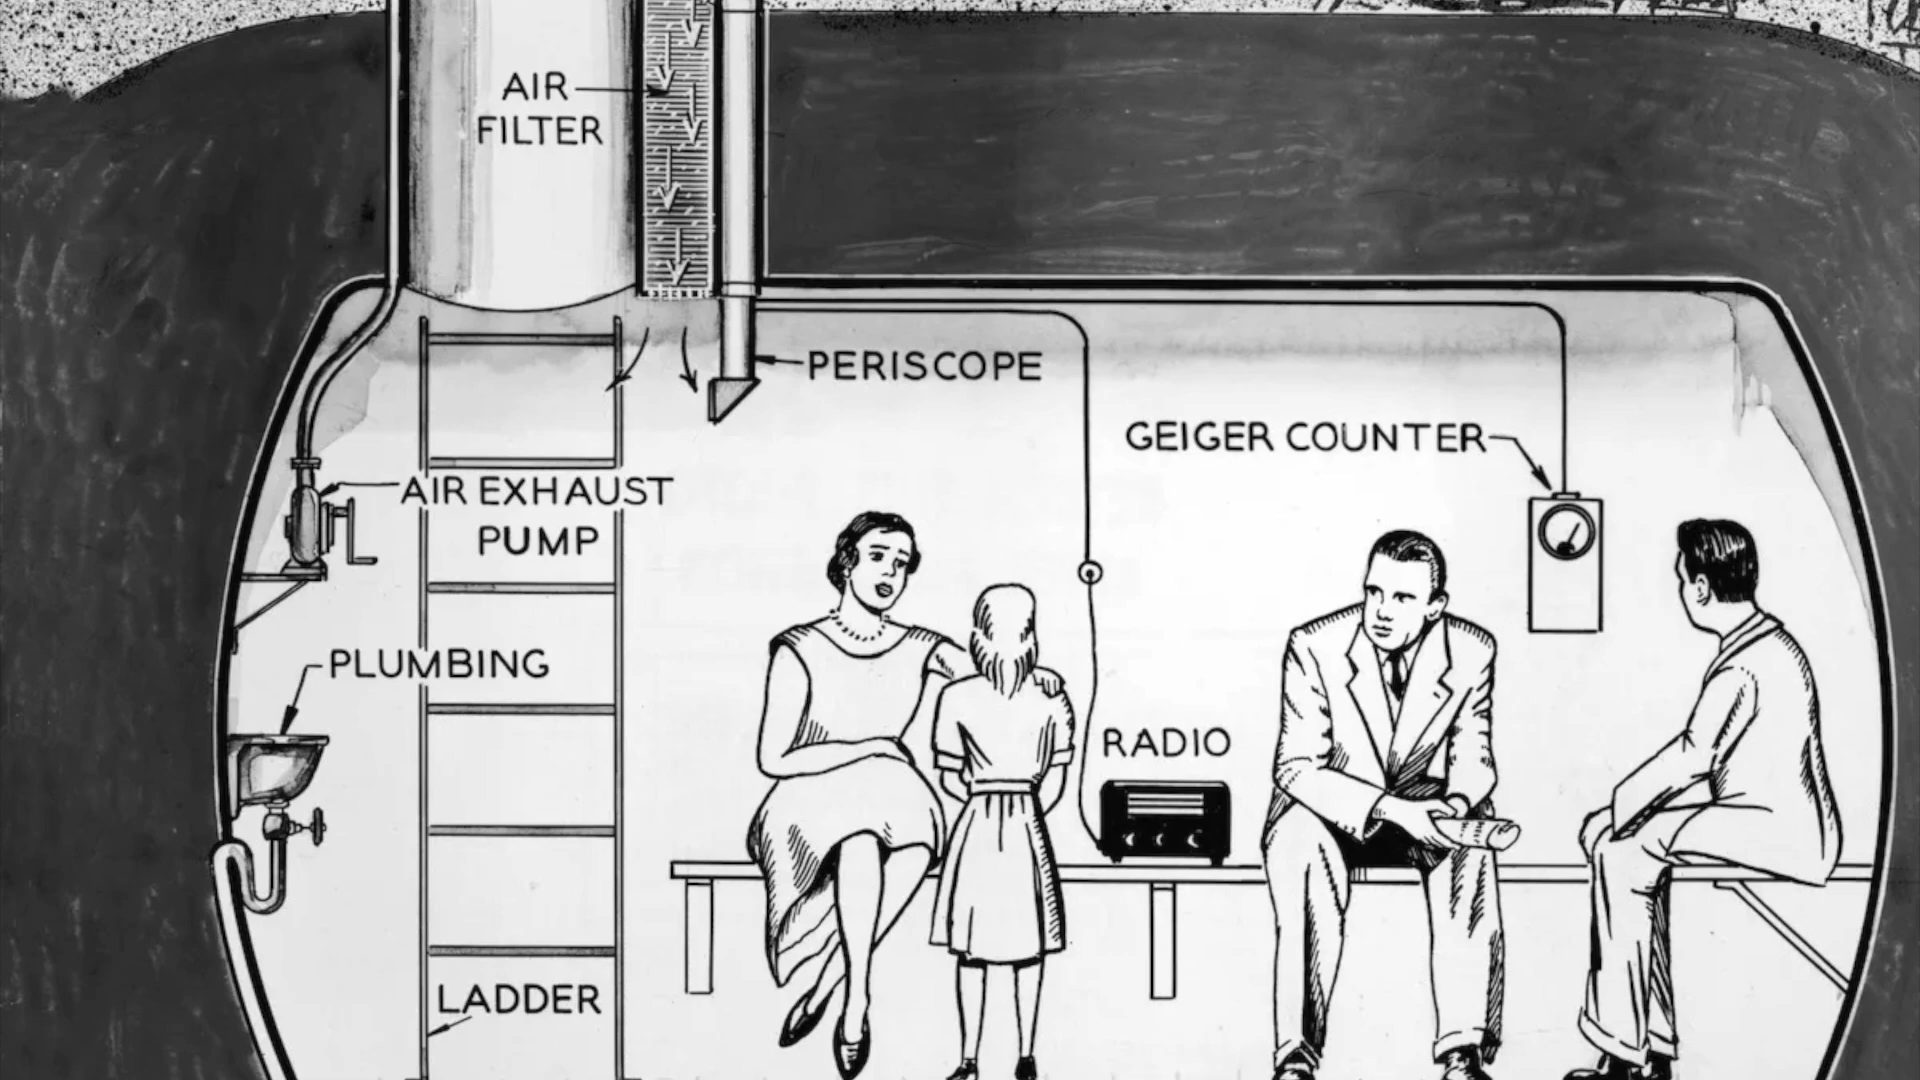 AIR
FILTER
PERISCOPE
GEIGER COUNTER
AIR EXHAUST
PUMP
PLUMBING
RADIO
LADDER